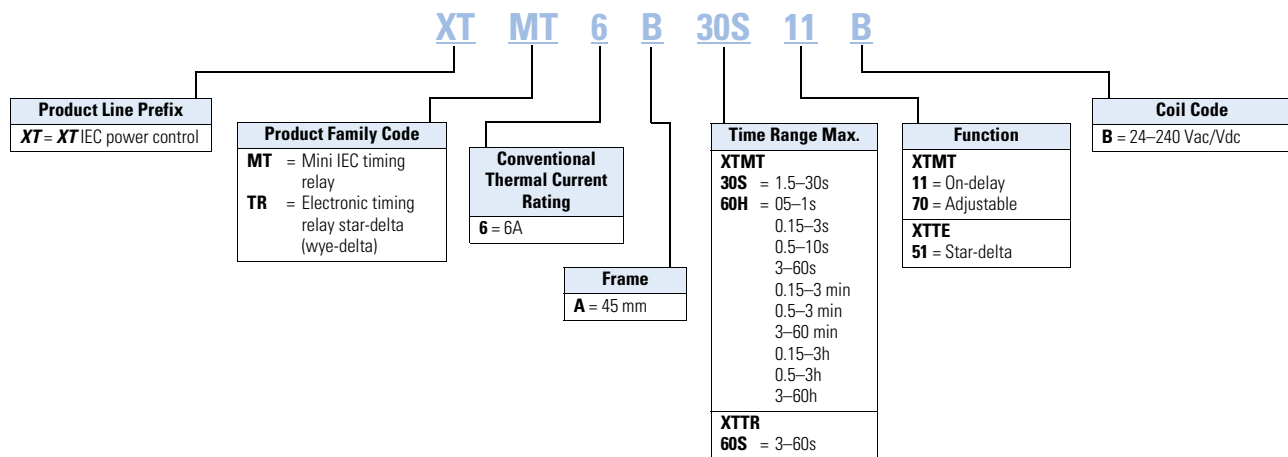 XT MT 6 B 30S 11 B
Product Line Prefix
XT = XT IEC power control
Product Family Code
MT = Mini IEC timing
relay
TR = Electronic timing
relay star-delta
(wye-delta)
Conventional
Thermal Current
Rating
6 = 6A
Frame
A = 45 mm
Time Range Max.
XTMT
30S = 1.5–30s
60H = 05–1s
0.15–3s
0.5–10s
3–60s
0.15–3 min
0.5–3 min
3–60 min
0.15–3h
0.5–3h
3–60h
XTTR
60S = 3–60s
Function
XTMT
11 = On-delay
70 = Adjustable
XTTE
51 = Star-delta
Coil Code
B = 24–240 Vac/Vdc